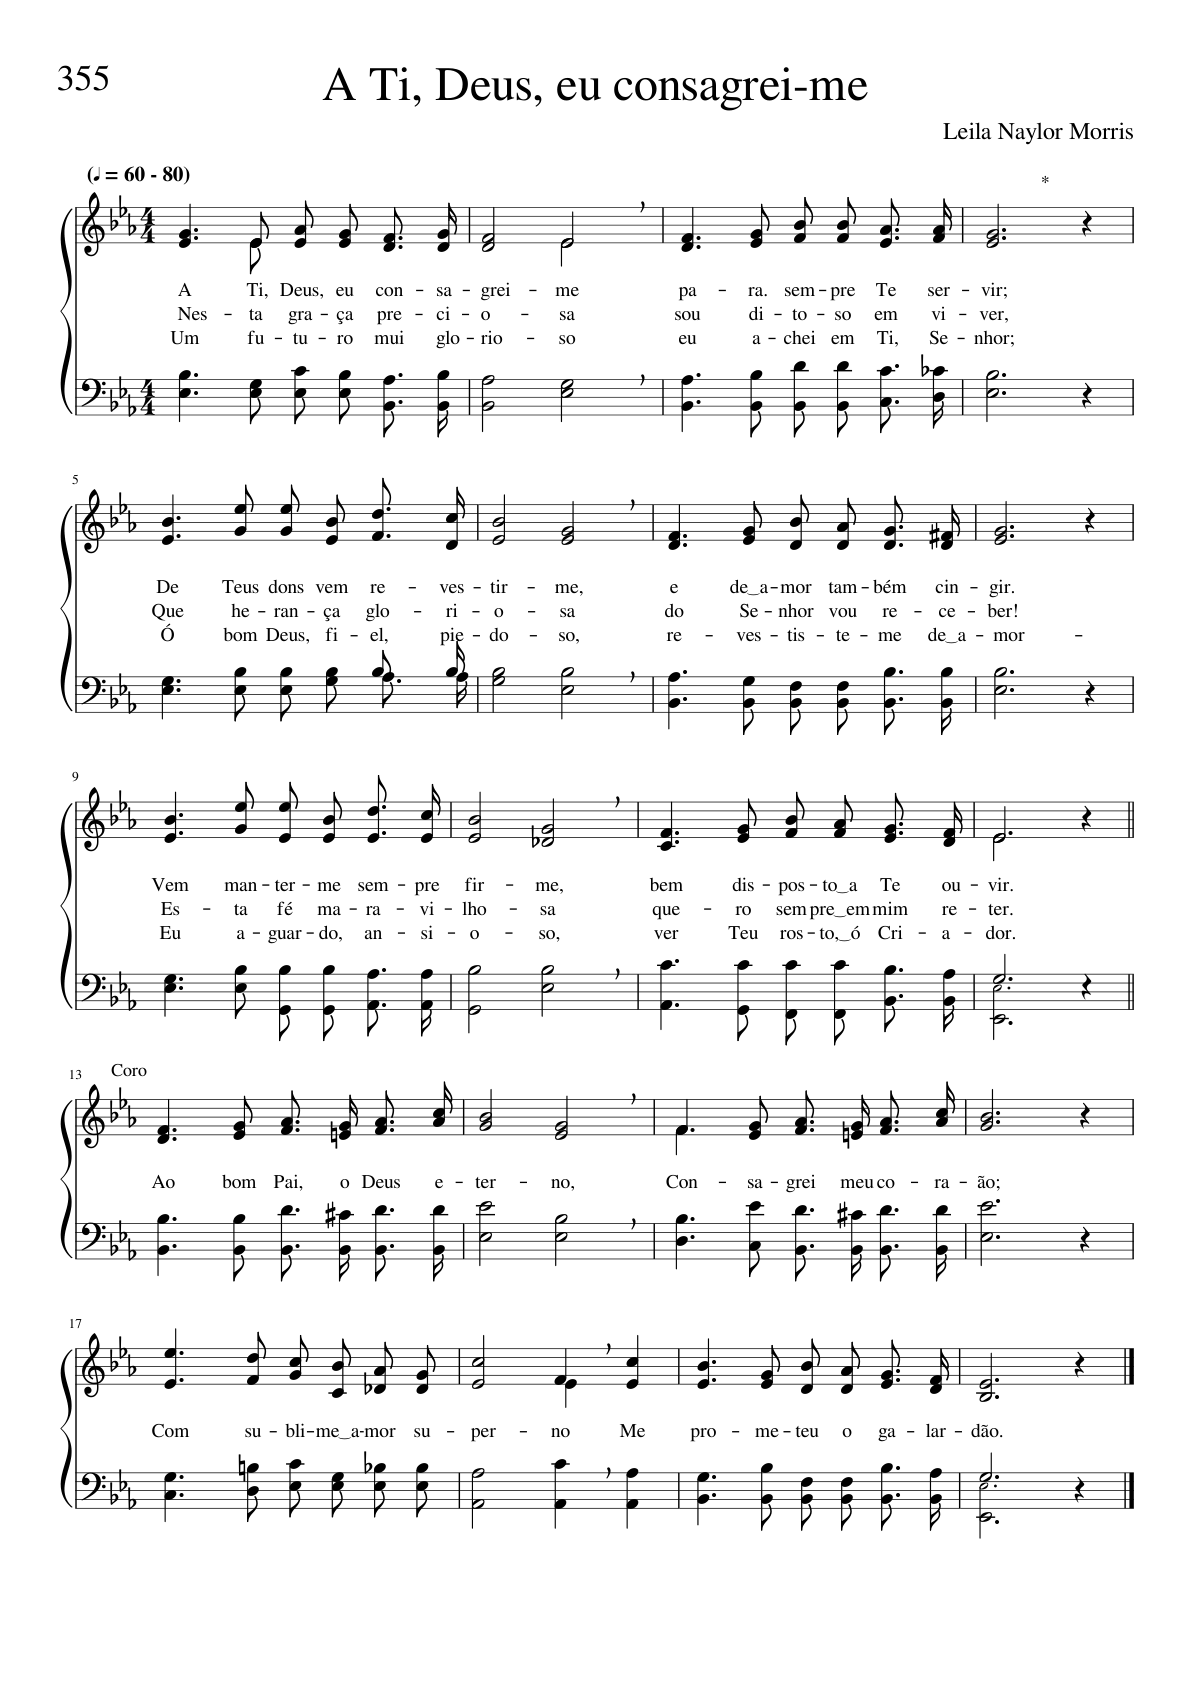 355
A Ti, Deus, eu consagrei-me
Leila Naylor Morris
(♩ = 60 - 80)
*
A Ti, Deus, eu con - sa - grei - me pa - ra. sem - pre Te ser - vir;
Nes - ta gra - ça pre - ci - o - sa sou di - to - so em vi - ver,
Um fu - tu - ro mui glo - rio - so eu a - chei em Ti, Se - nhor;
5
De Teus dons vem re - ves - tir - me, e de‿a - mor tam - bém cin - gir.
Que he - ran - ça glo - ri - o - sa do Se - nhor vou re - ce - ber!
Ó bom Deus, fi - el, pie - do - so, re - ves - tis - te - me de‿a - mor -
9
Vem man - ter - me sem - pre fir - me, bem dis - pos - to‿a Te ou - vir.
Es - ta fé ma - ra - vi - lho - sa que - ro sem pre‿em mim re - ter.
Eu a - guar - do, an - si - o - so, ver Teu ros - to,‿ó Cri - a - dor.
13
Coro
Ao bom Pai, o Deus e - ter - no, Con - sa - grei meu co - ra - ão;
17
Com su - bli - me‿a - mor su - per - no Me pro - me - teu o ga - lar - dão.